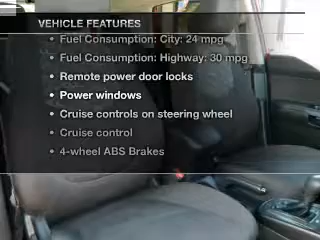 VEHICLE FEATURES
• Fuel Consumption: City: 24 mpg
• Fuel Consumption: Highway: 30 mpg
• Remote power door locks
• Power windows
• Cruise controls on steering wheel
• Cruise control
• 4-wheel ABS Brakes